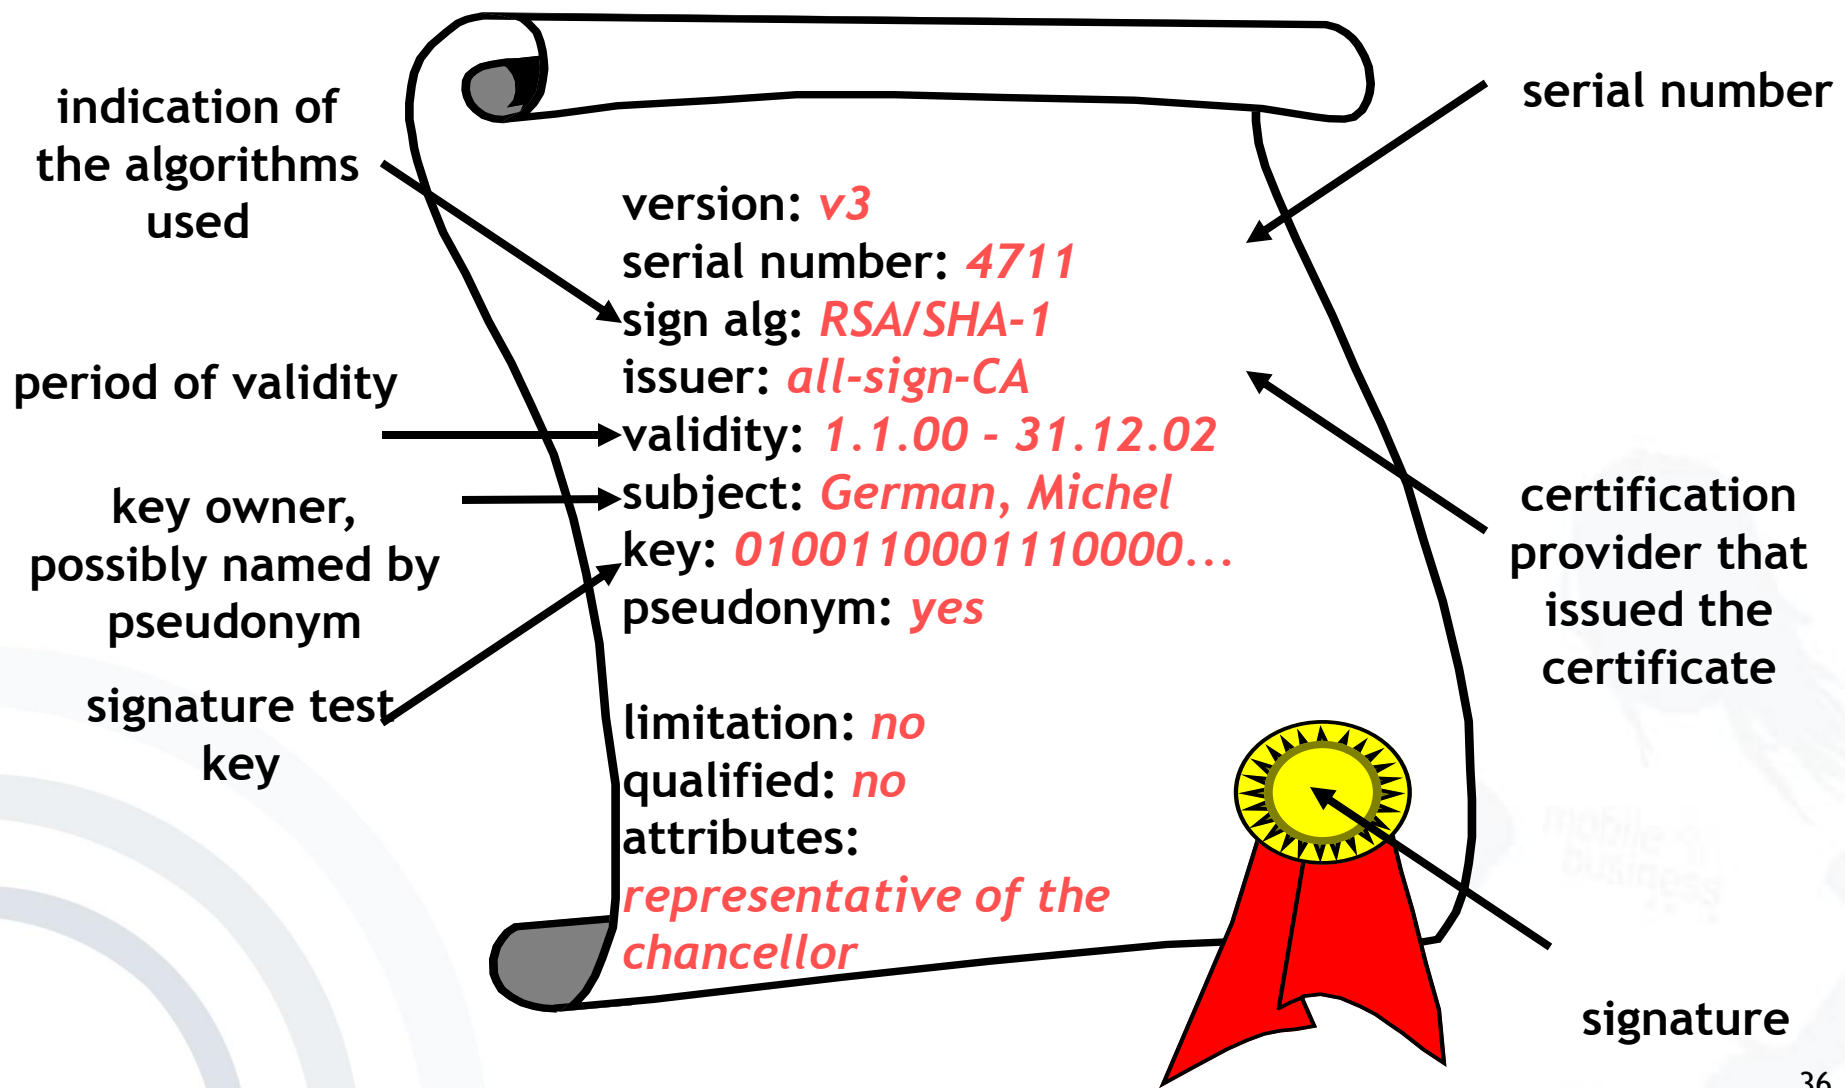 indication of
the algorithms
used
period of validity
key owner,
possibly named by
pseudonym
signature test
key
version: v3
serial number: 4711
sign alg: RSA/SHA-1
issuer: all-sign-CA
validity: 1.1.00 - 31.12.02
subject: German, Michel
key: 0100110001110000...
pseudonym: yes
limitation: no
qualified: no
attributes:
representative of the
chancellor
serial number
certification
provider that
issued the
certificate
mobile
business
signature
36